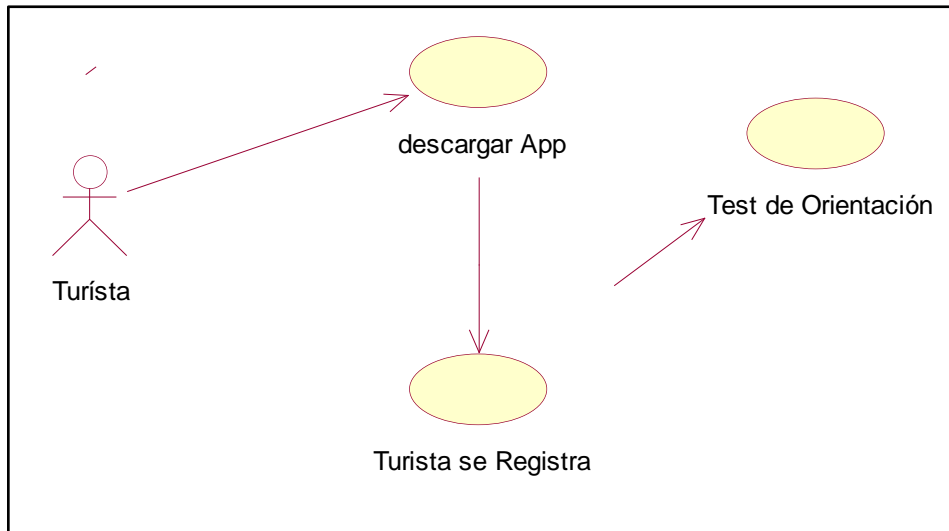 descargar App
Test de Orientación
Turísta
Turista se Registra